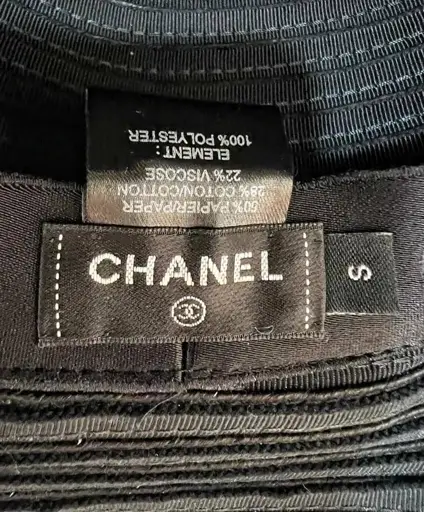 50% PAPIER/PAPER
28% COTON/COTTON
22% VISCOSE
ELEMENT :
100% POLYESTER
CHANEL
S